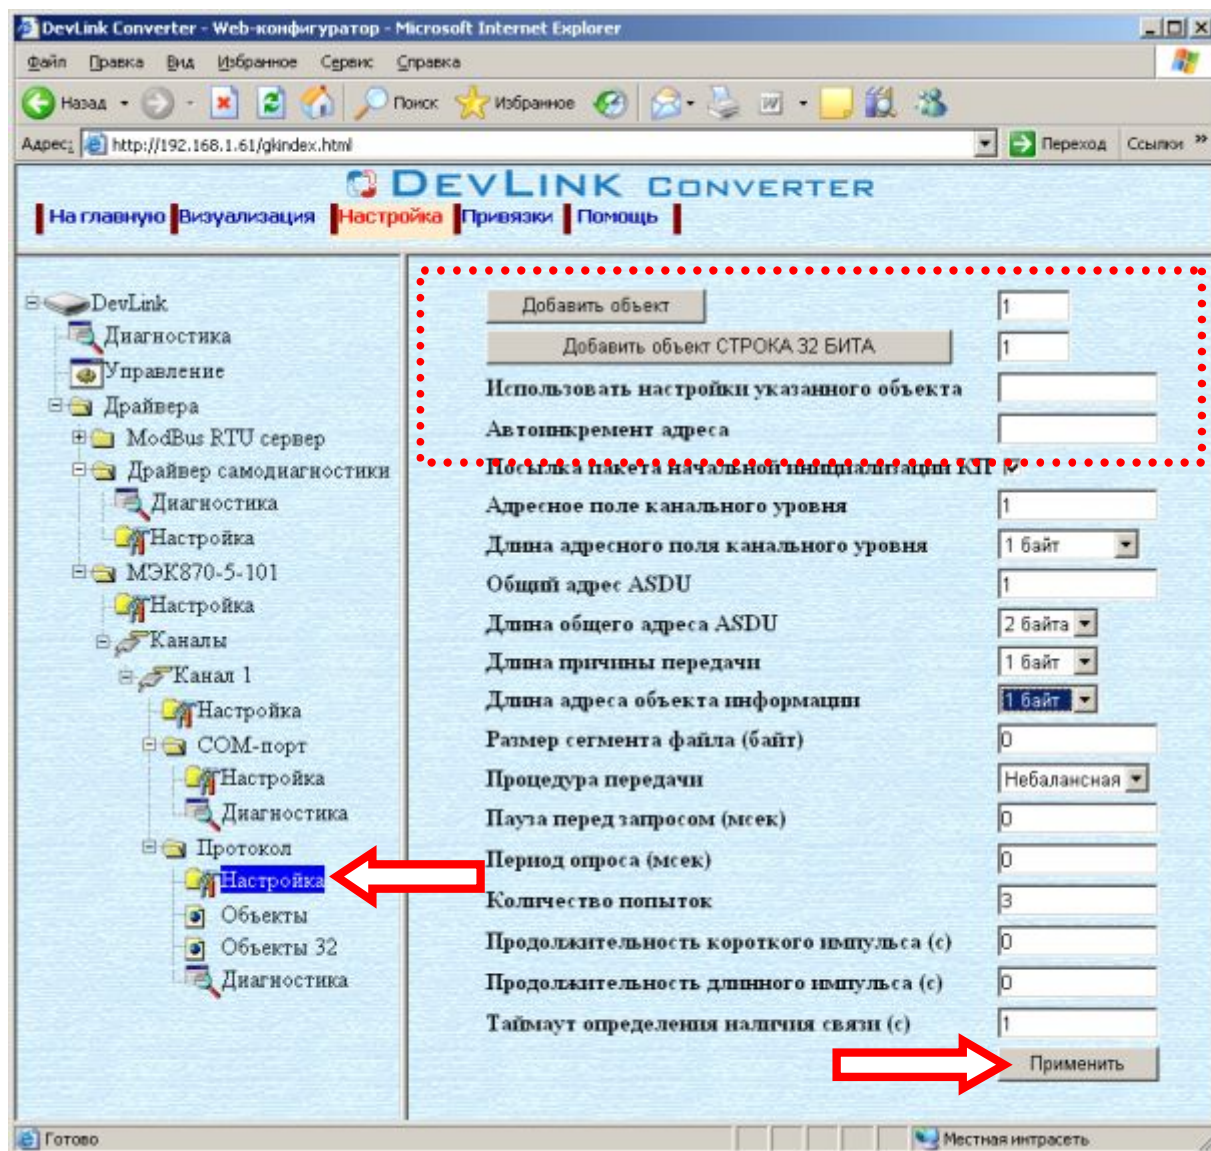 DevLink Converter - Web-конфигуратор - Microsoft Internet Explorer
Файл Правка Вид Избранное Сервис Справка
Назад Поиск Избранное
Адрес: http://192.168.1.61/gkindex.html Переход Ссылки »
DEVLINK CONVERTER
На главную Визуализация Настройка Привязки Помощь
DevLink
Диагностика
Управление
Драйвера
ModBus RTU сервер
Драйвер самодиагностики
Диагностика
Настройка
МЭК870-5-101
Настройка
Каналы
Канал 1
Настройка
COM-порт
Настройка
Диагностика
Протокол
Настройка
Объекты
Объекты 32
Диагностика
Добавить объект 1
Добавить объект СТРОКА 32 БИТА 1
Использовать настройки указанного объекта
Автоинкремент адреса
Посылка пакета начальной инициализации КП
Адресное поле канального уровня 1
Длина адресного поля канального уровня 1 байт
Общий адрес ASDU 1
Длина общего адреса ASDU 2 байта
Длина причины передачи 1 байт
Длина адреса объекта информации 1 байт
Размер сегмента файла (байт) 0
Процедура передачи Небалансная
Пауза перед запросом (мсек) 0
Период опроса (мсек) 0
Количество попыток 3
Продолжительность короткого импульса (с) 0
Продолжительность длинного импульса (с) 0
Таймаут определения наличия связи (с) 1
Применить
Готово Местная интрасеть